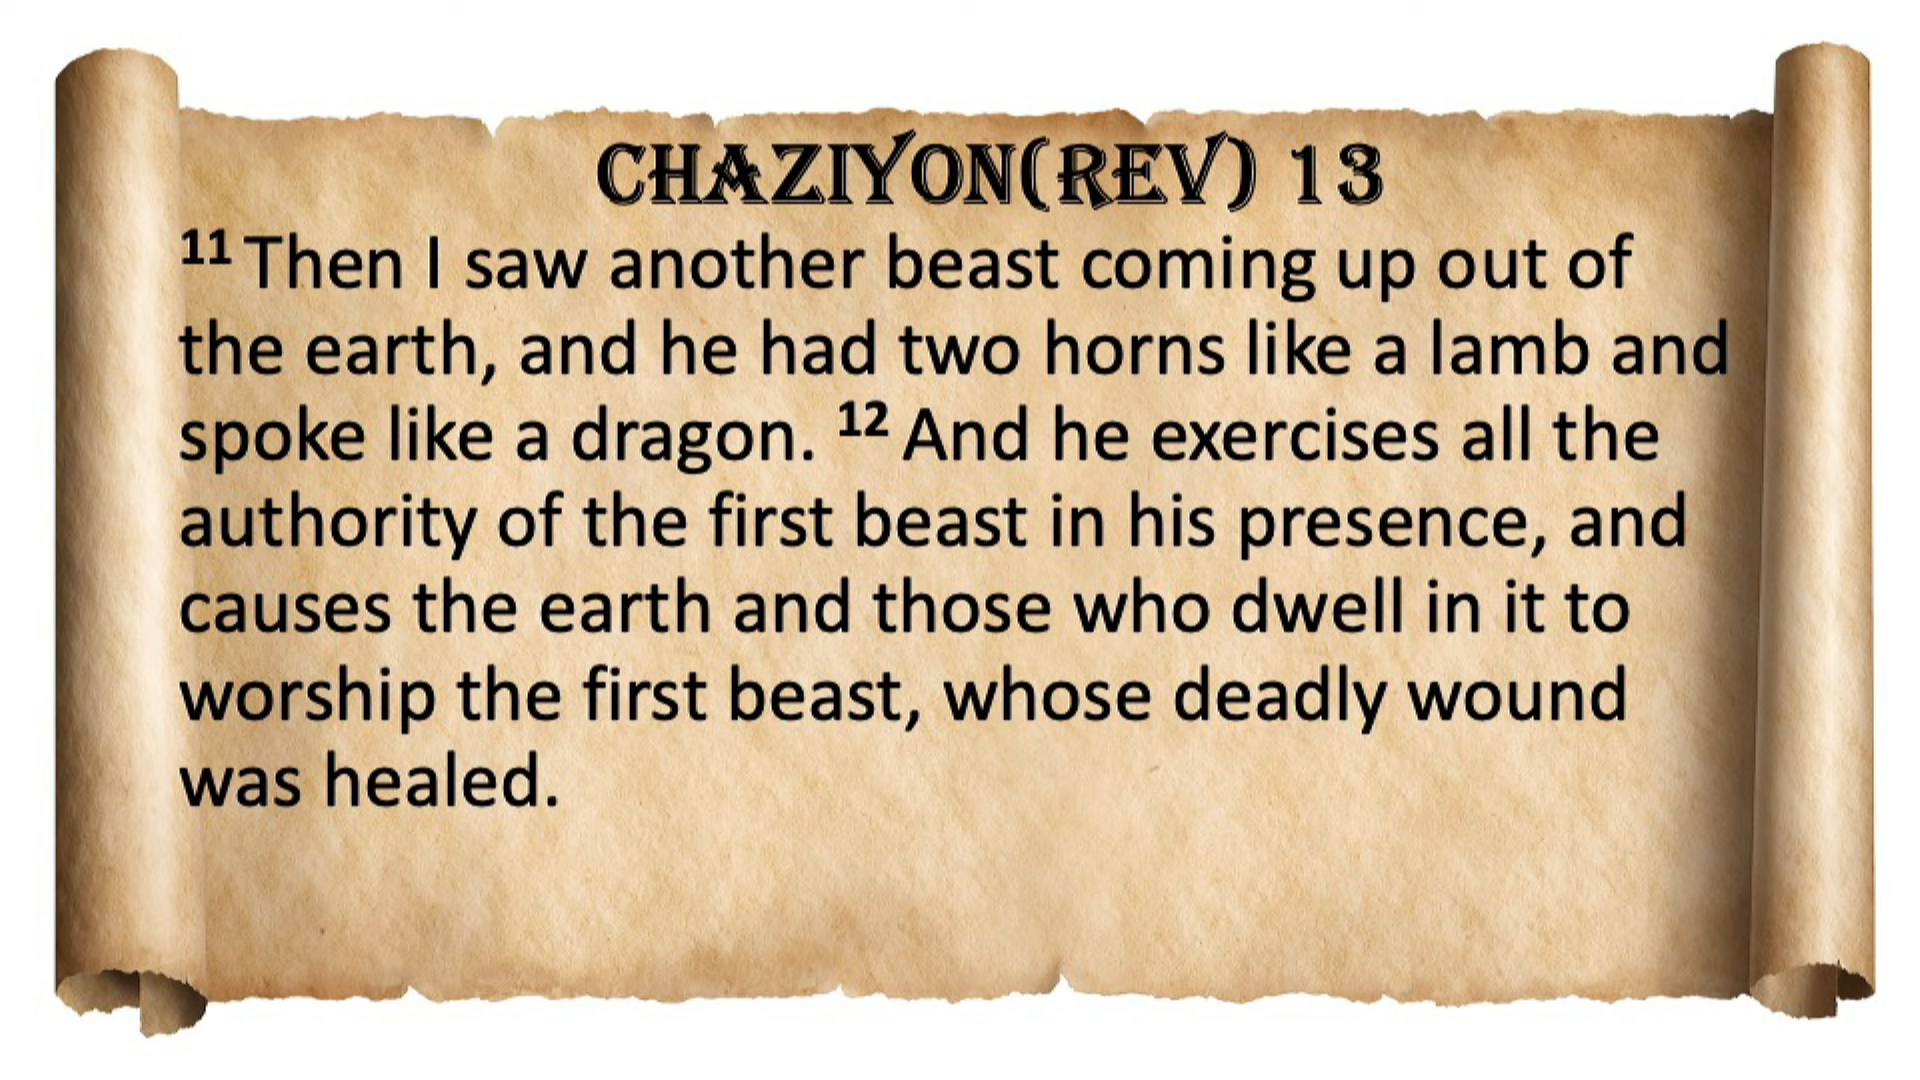 CHAZIYON(REV) 13
11 Then I saw another beast coming up out of
the earth, and he had two horns like a lamb and
spoke like a dragon. 12 And he exercises all the
authority of the first beast in his presence, and
causes the earth and those who dwell in it to
worship the first beast, whose deadly wound
was healed.